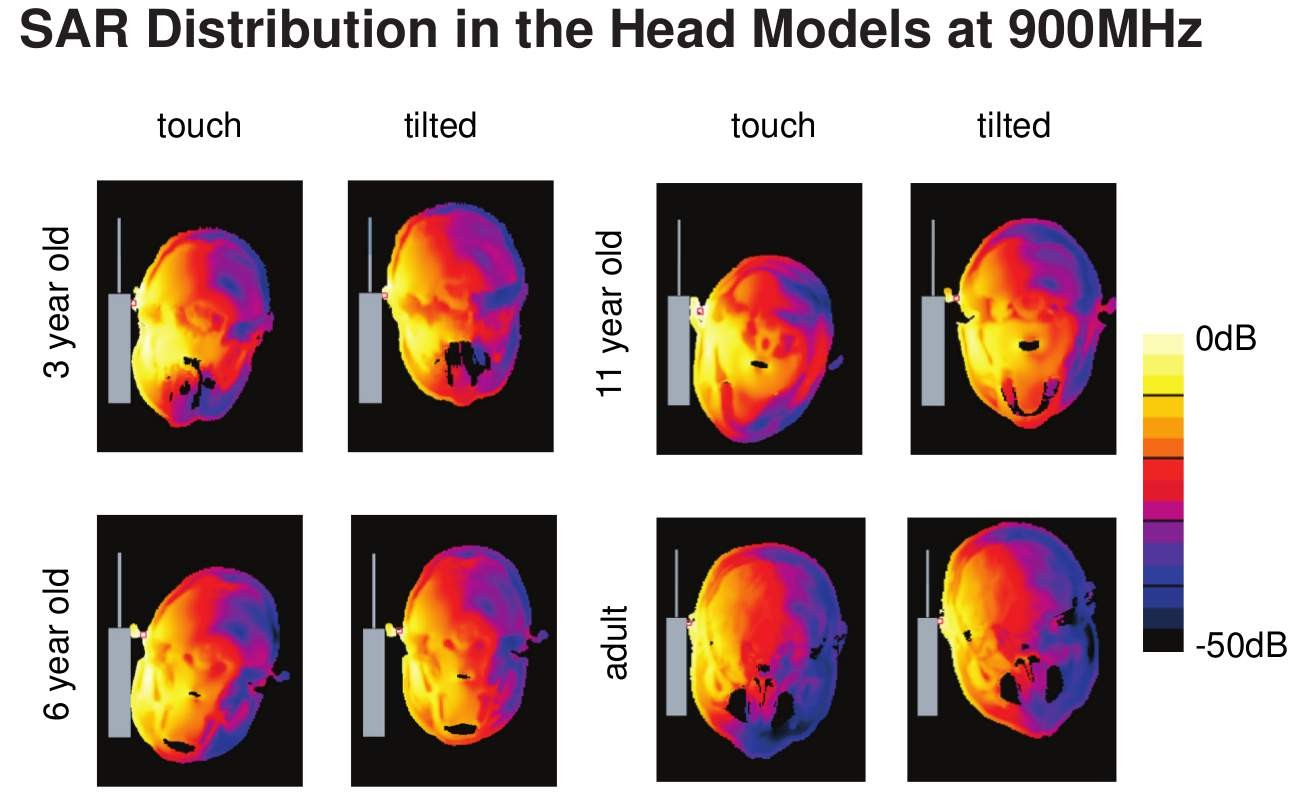 SAR Distribution in the Head Models at 900MHz
touch
tilted
touch
tilted
3 year old
11 year old
0dB
-50dB
6 year old
adult